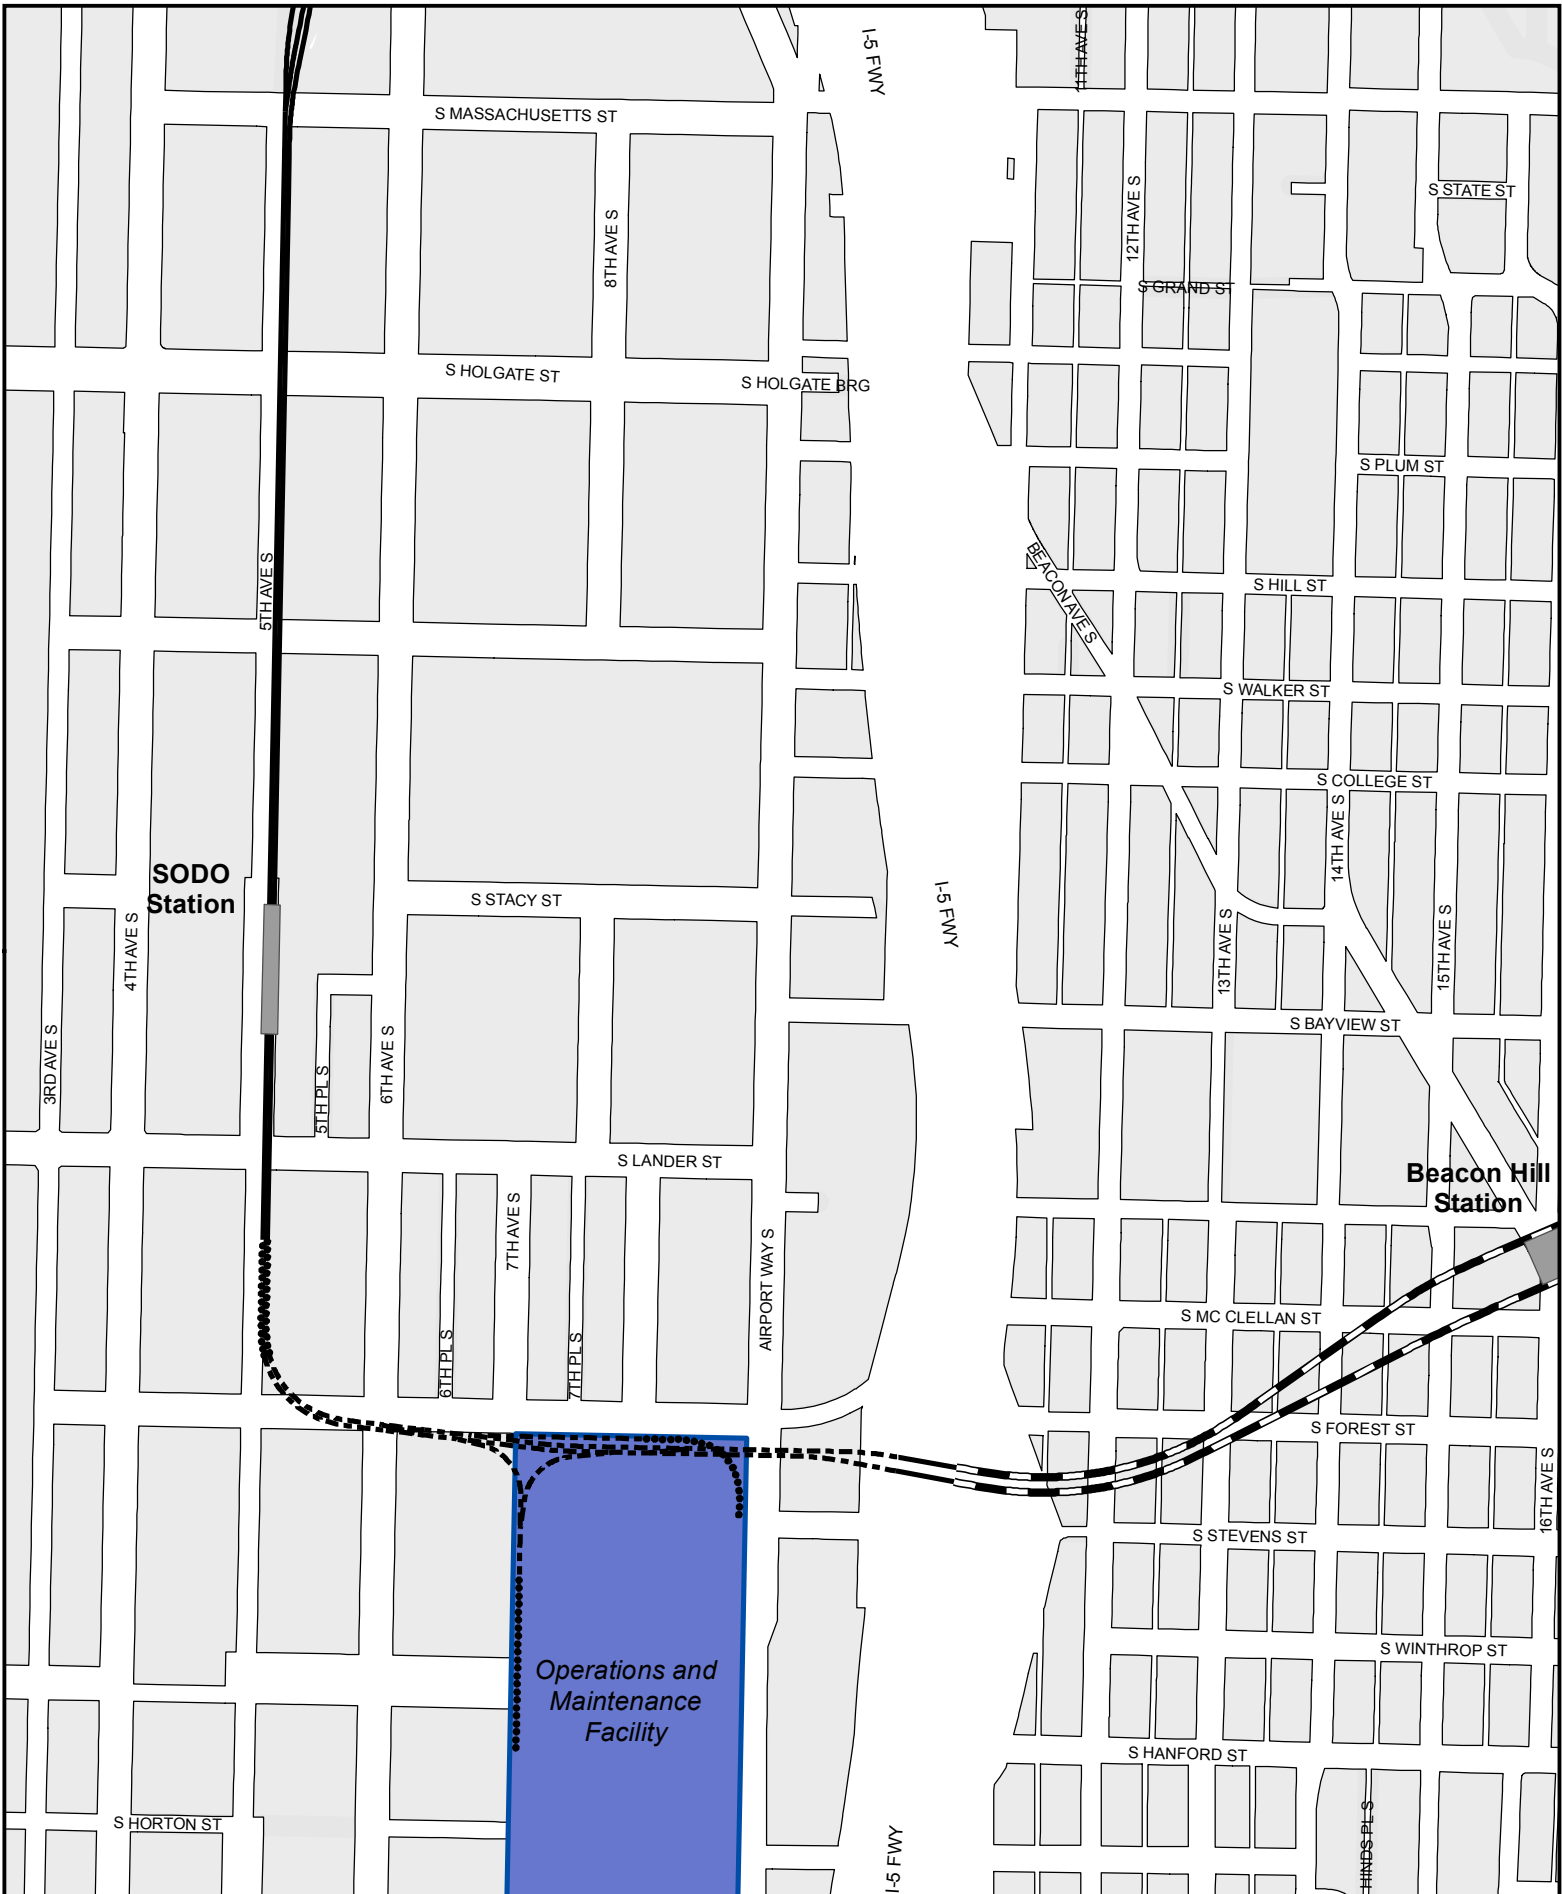 I-5 FWY
11TH AVE S
S MASSACHUSETTS ST
S STATE ST
12TH AVE S
8TH AVE S
S GRAND ST
S HOLGATE ST
S HOLGATE BRG
S PLUM ST
5TH AVE S
BEACON AVE S
S HILL ST
S WALKER ST
S COLLEGE ST
14TH AVE S
SODO
Station
S STACY ST
I-5 FWY
4TH AVE S
13TH AVE S
15TH AVE S
S BAYVIEW ST
3RD AVE S
5TH PL S
6TH AVE S
S LANDER ST
Beacon Hill
Station
7TH AVE S
AIRPORT WAY S
S MC CLELLAN ST
6TH PL S
7TH PL S
S FOREST ST
16TH AVE S
S STEVENS ST
S WINTHROP ST
Operations and
Maintenance
Facility
S HANFORD ST
S HORTON ST
HINDS PL S
I-5 FWY